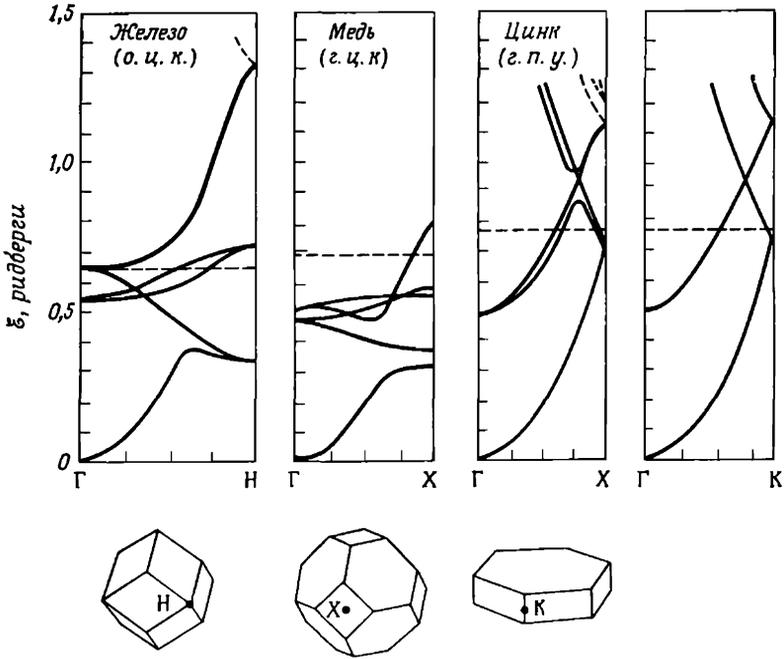 1,5
Железо
(о. ц. к.)
Медь
(г. ц. к)
Цинк
(г. п. у.)
1,0
ℰ, ридберги
0,5
0
Γ
H
Γ
X
Γ
X
Γ
K
H
X
K